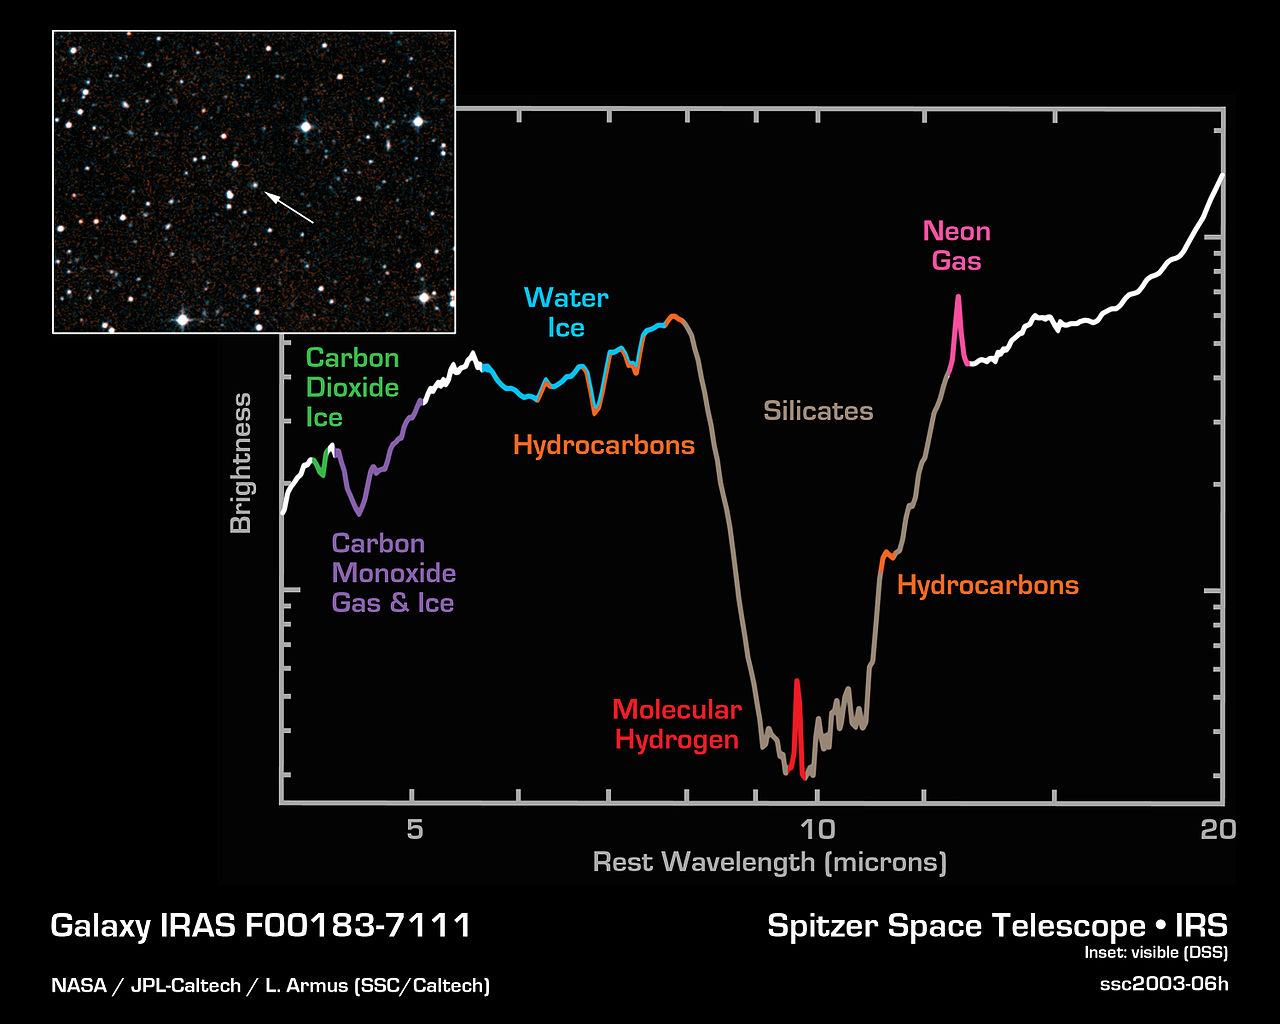 Neon
Gas
Water
Ice
Carbon
Dioxide
Ice
Silicates
Hydrocarbons
Brightness
Carbon
Monoxide
Gas & Ice
Hydrocarbons
Molecular
Hydrogen
5
10
20
Rest Wavelength (microns)
Galaxy IRAS F00183-7111
Spitzer Space Telescope • IRS
Inset: visible (DSS)
NASA / JPL-Caltech / L. Armus (SSC/Caltech)
ssc2003-06h